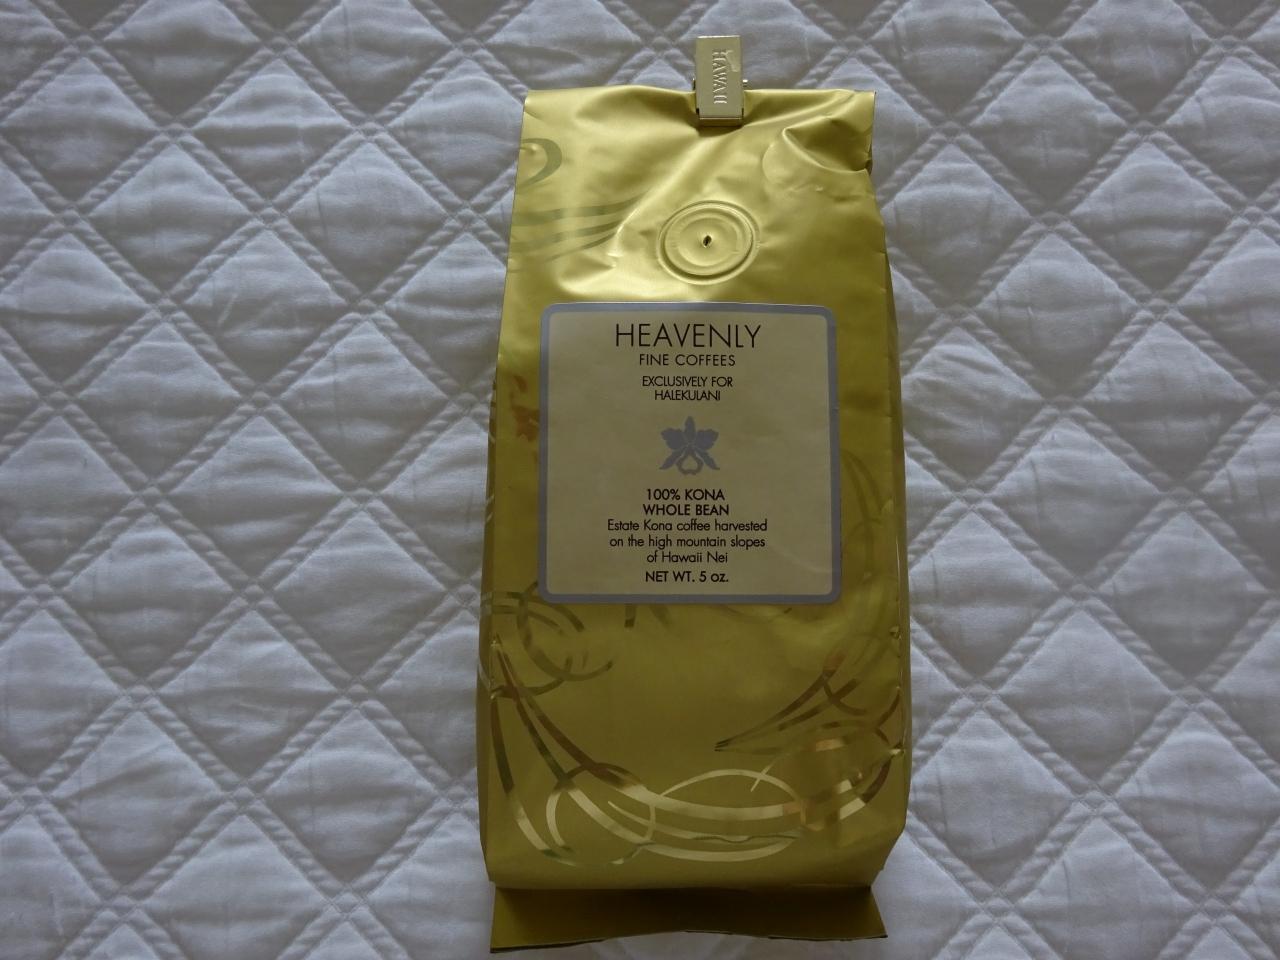 HAWAII
HEAVENLY
FINE COFFEES
EXCLUSIVELY FOR
HALEKULANI
100% KONA
WHOLE BEAN
Estate Kona coffee harvested
on the high mountain slopes
of Hawaii Nei
NET WT. 5 oz.